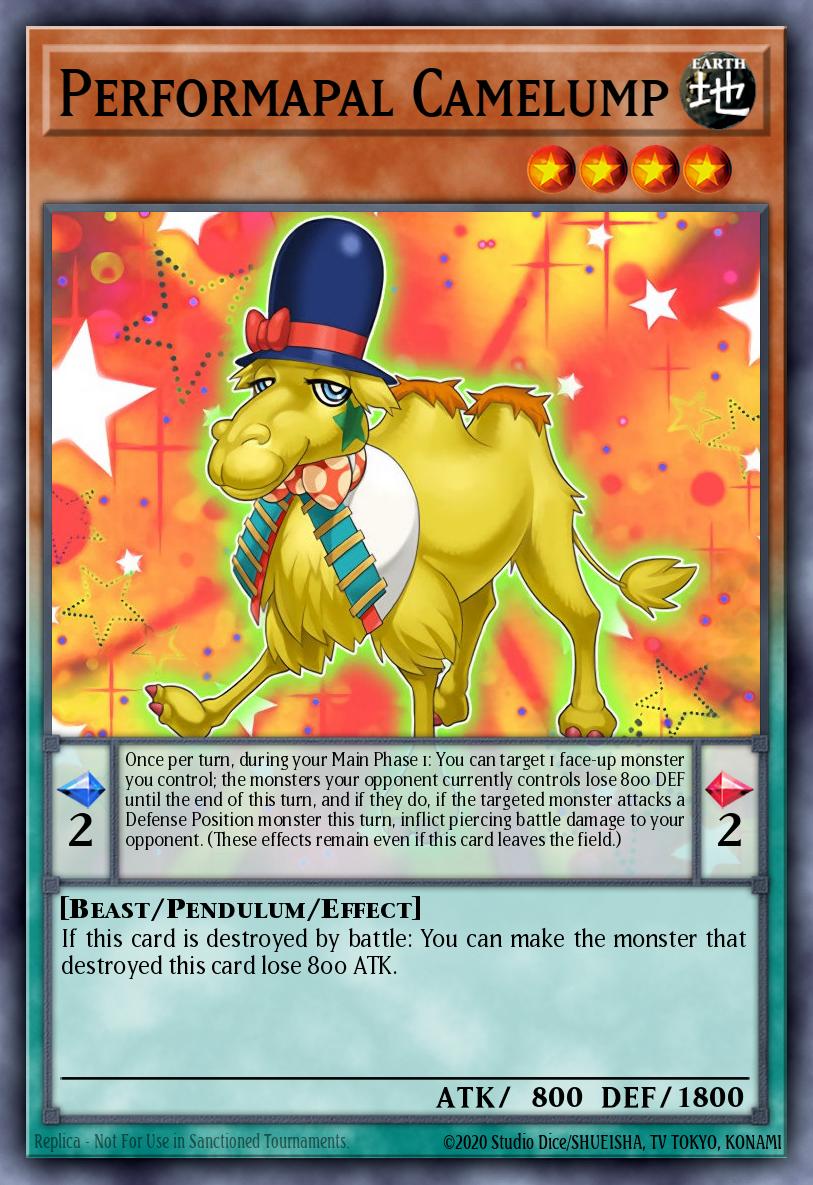 Performapal Camelump
EARTH
地
2
Once per turn, during your Main Phase 1: You can target 1 face-up monster
you control; the monsters your opponent currently controls lose 800 DEF
until the end of this turn, and if they do, if the targeted monster attacks a
Defense Position monster this turn, inflict piercing battle damage to your
opponent. (These effects remain even if this card leaves the field.)
2
[Beast/Pendulum/Effect]
If this card is destroyed by battle: You can make the monster that
destroyed this card lose 800 ATK.
ATK/ 800 DEF/1800
Replica - Not For Use in Sanctioned Tournaments.
©2020 Studio Dice/SHUEISHA, TV TOKYO, KONAMI